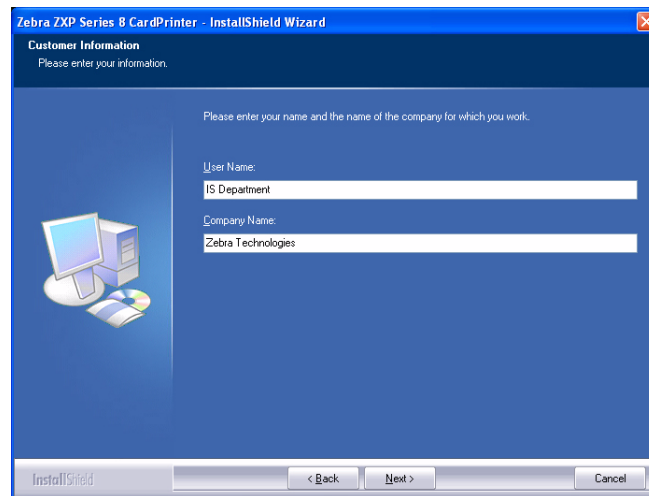 Zebra ZXP Series 8 CardPrinter - InstallShield Wizard
Customer Information
Please enter your information.
Please enter your name and the name of the company for which you work.
User Name:
IS Department
Company Name:
Zebra Technologies
InstallShield
< Back Next > Cancel